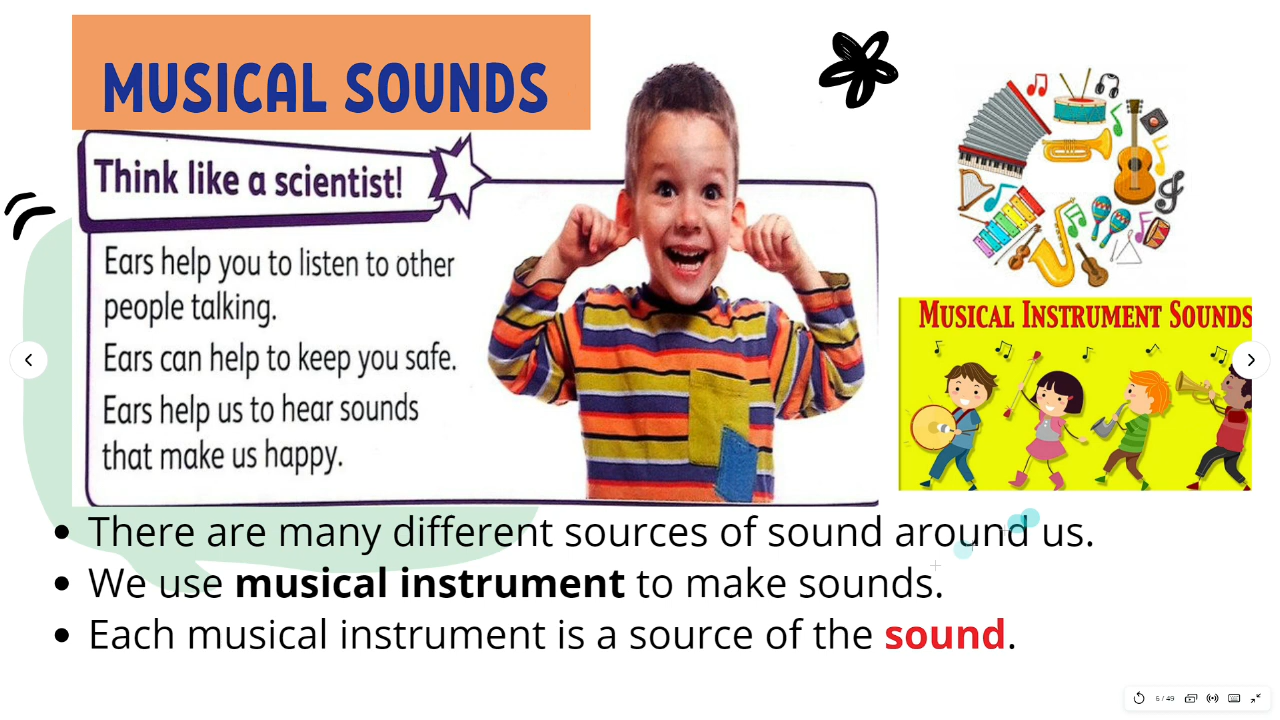 MUSICAL SOUNDS
Think like a scientist!
Ears help you to listen to other
people talking.
Ears can help to keep you safe.
Ears help us to hear sounds
that make us happy.
MUSICAL INSTRUMENT SOUNDS
• There are many different sources of sound around us.
• We use musical instrument to make sounds.
• Each musical instrument is a source of the sound.
6 / 49